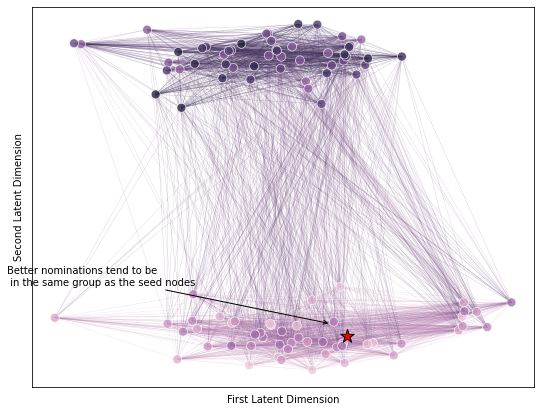 Second Latent Dimension
Better nominations tend to be
in the same group as the seed nodes
First Latent Dimension